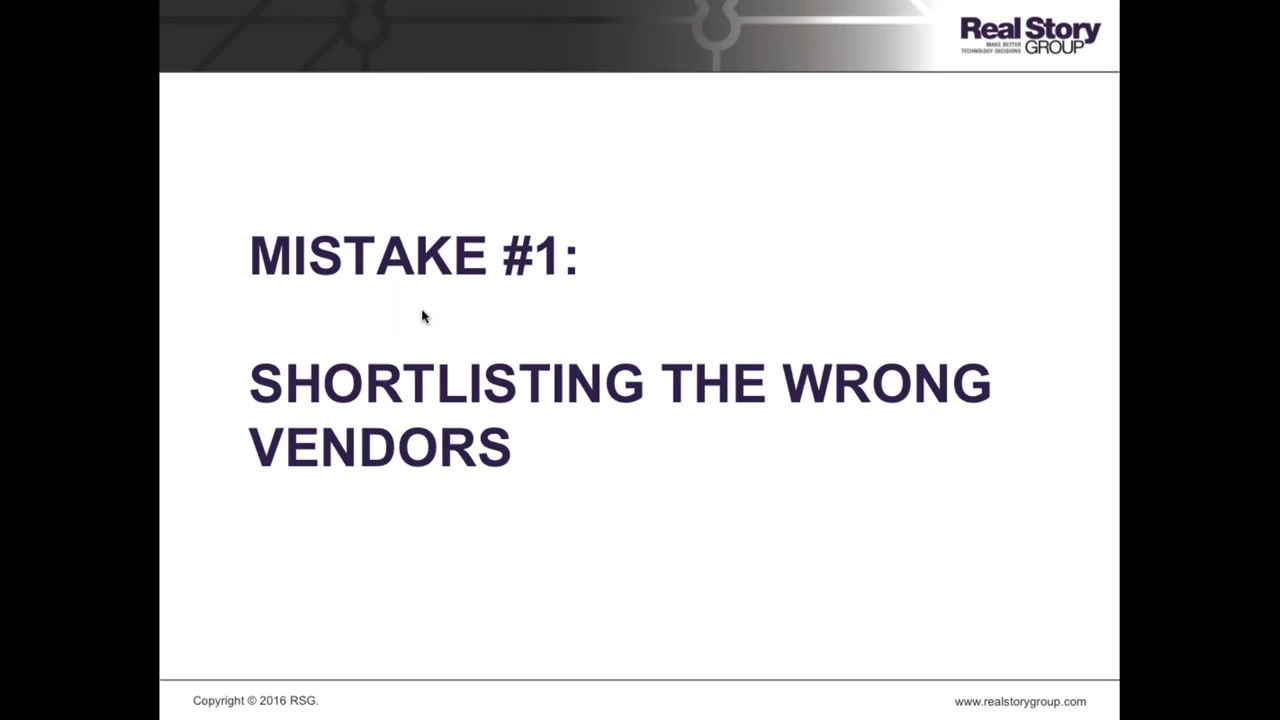 Real Story
MAKE BETTER
TECHNOLOGY DECISIONS
GROUP
MISTAKE #1:
SHORTLISTING THE WRONG
VENDORS
Copyright © 2016 RSG.
www.realstorygroup.com